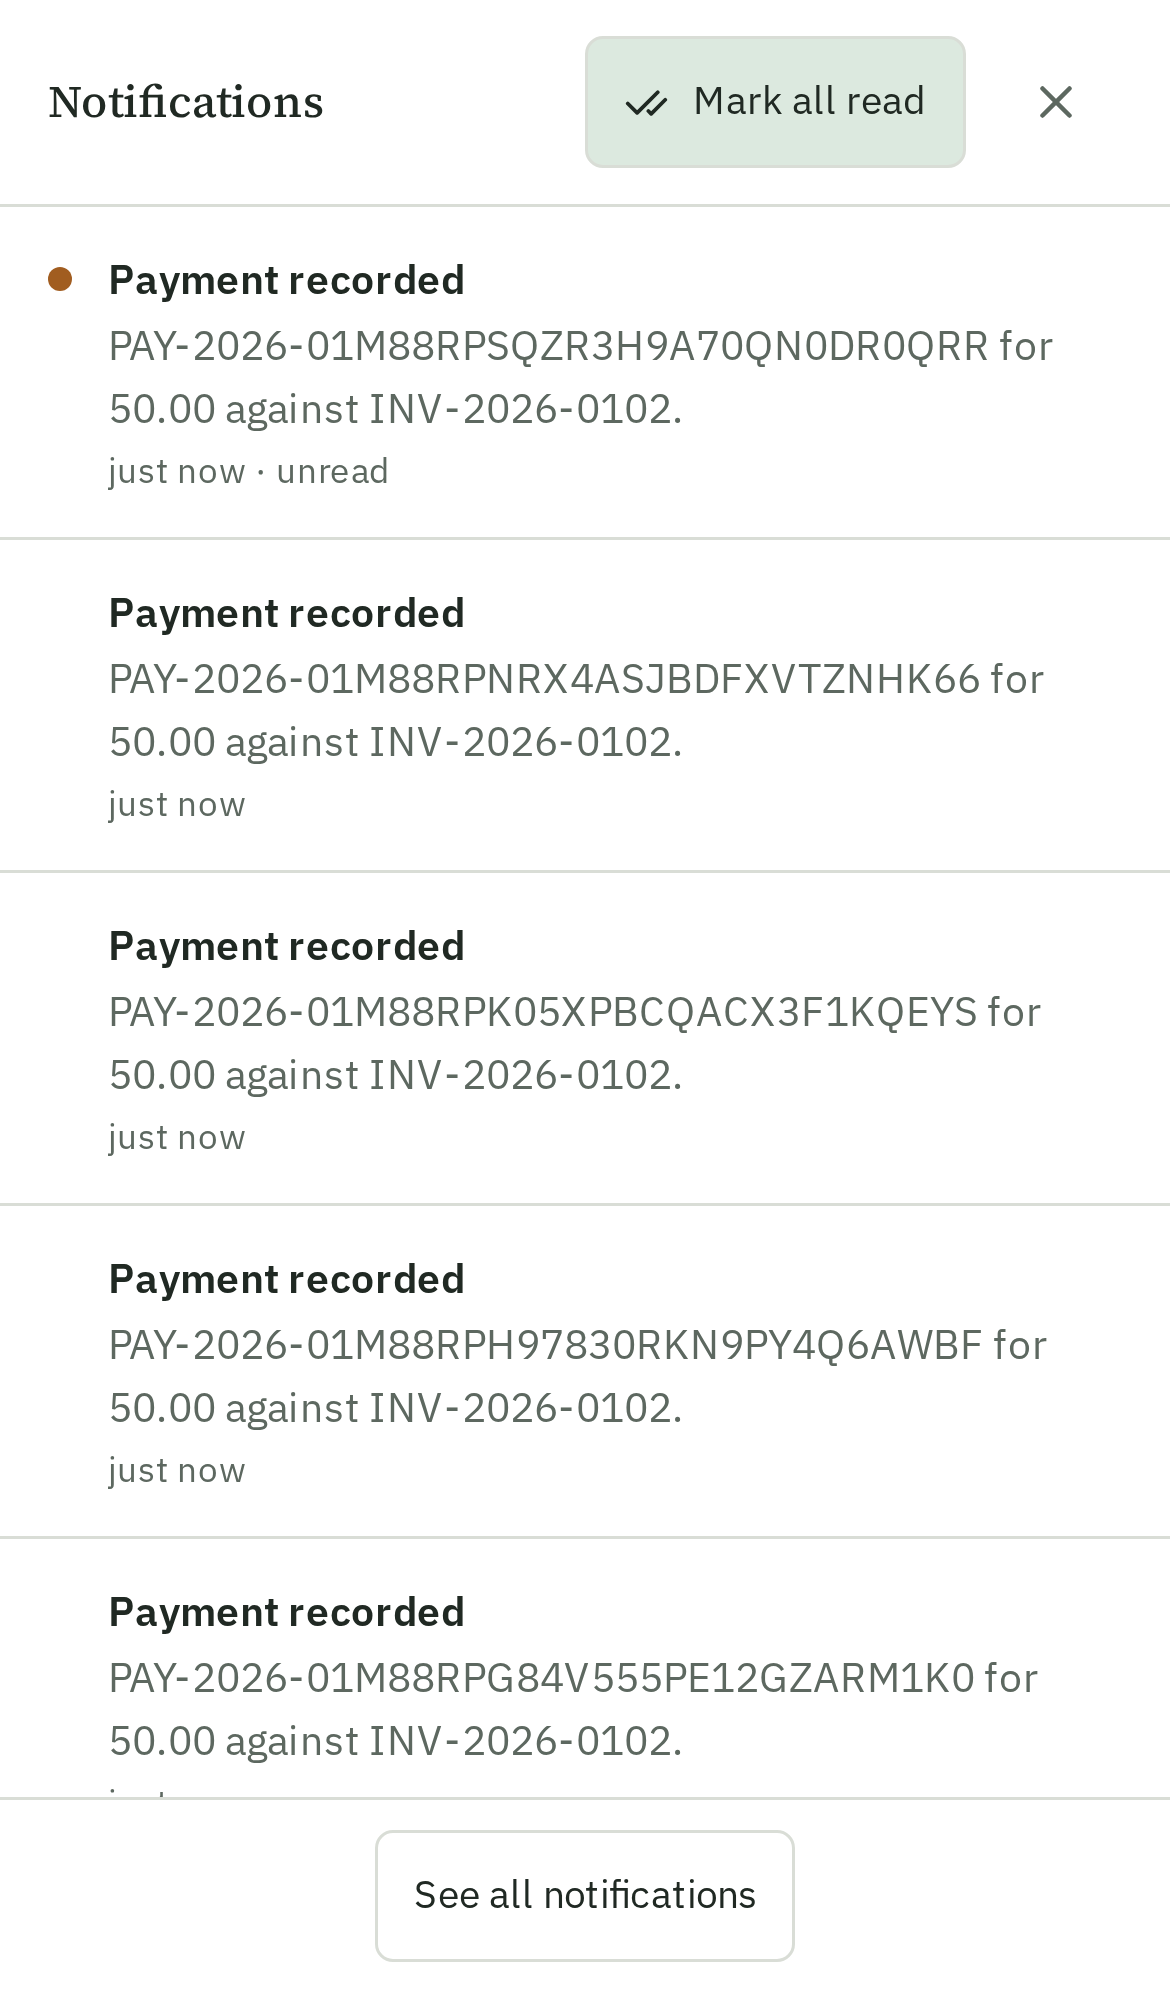 Notifications
Mark all read
Payment recorded
PAY-2026-01M88RPSQZR3H9A70QN0DR0QRR for
50.00 against INV-2026-0102.
just now · unread
Payment recorded
PAY-2026-01M88RPNRX4ASJBDFXVTZNHK66 for
50.00 against INV-2026-0102.
just now
Payment recorded
PAY-2026-01M88RPK05XPBCQACX3F1KQEYS for
50.00 against INV-2026-0102.
just now
Payment recorded
PAY-2026-01M88RPH97830RKN9PY4Q6AWBF for
50.00 against INV-2026-0102.
just now
Payment recorded
PAY-2026-01M88RPG84V555PE12GZARM1K0 for
50.00 against INV-2026-0102.
See all notifications